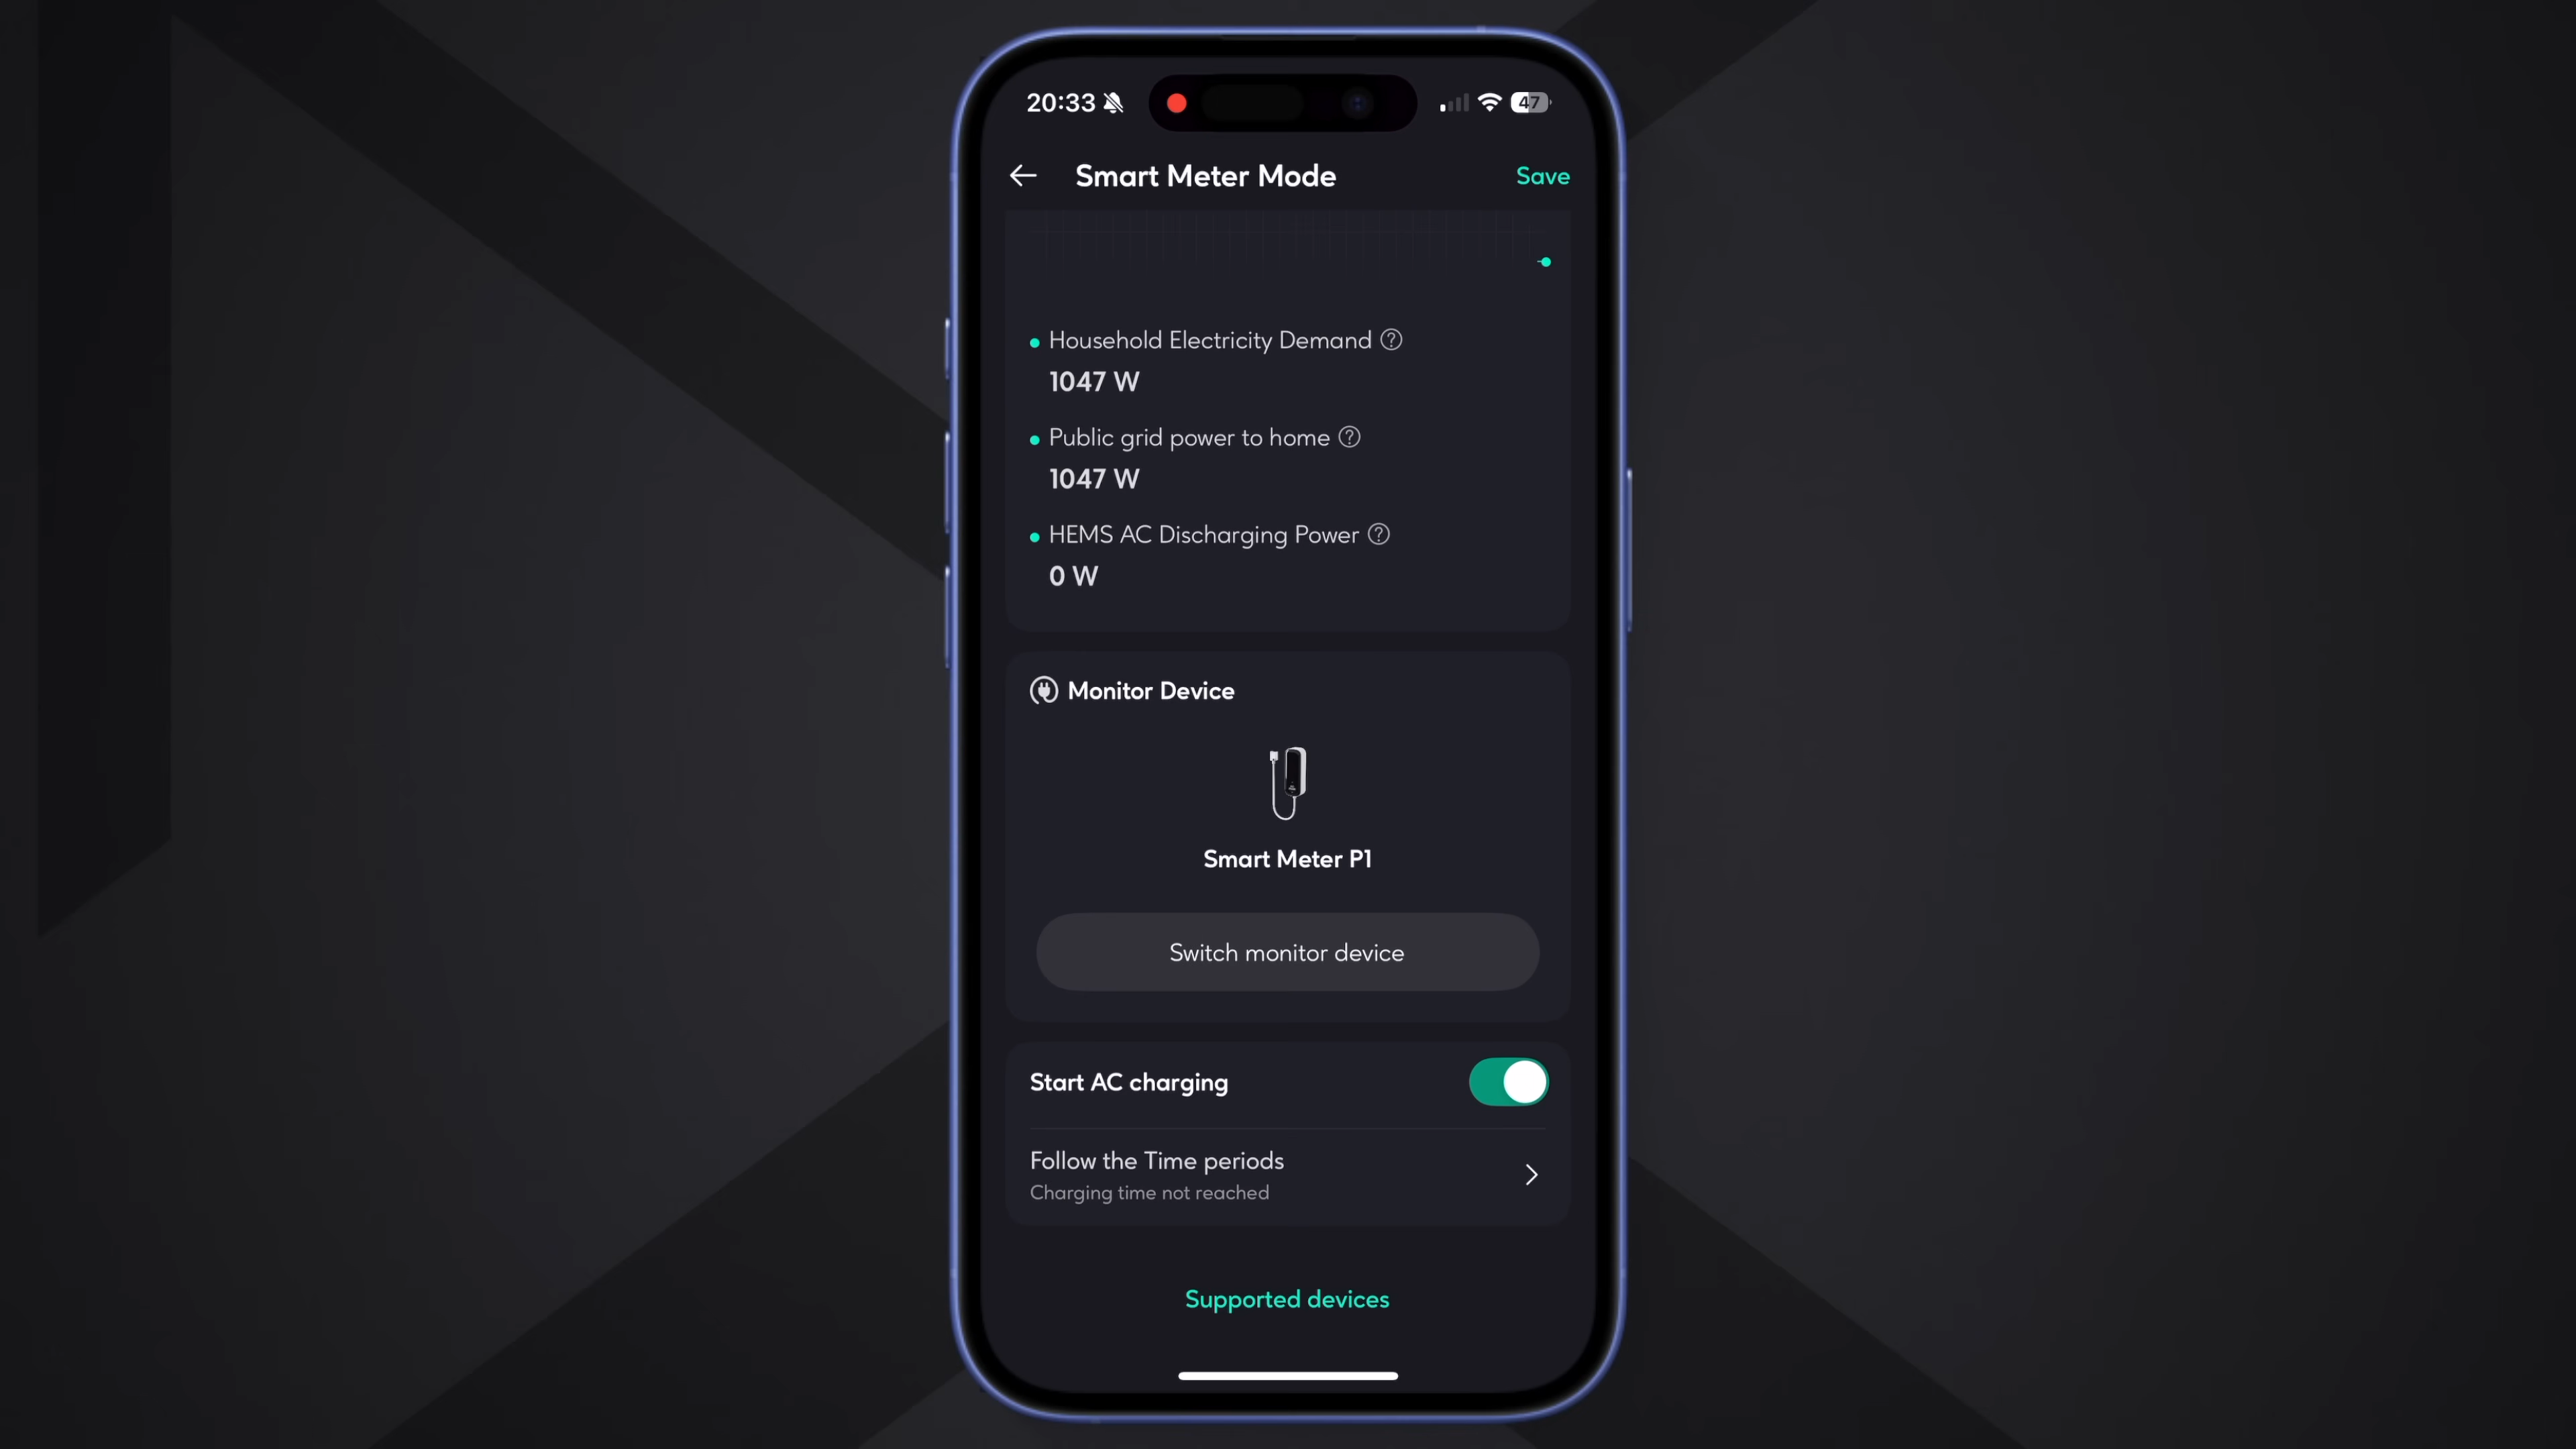 20:33
47
Smart Meter Mode
Save
Household Electricity Demand ?
1047 W
Public grid power to home ?
1047 W
HEMS AC Discharging Power ?
0 W
Monitor Device
Smart Meter P1
Switch monitor device
Start AC charging
Follow the Time periods
Charging time not reached
Supported devices